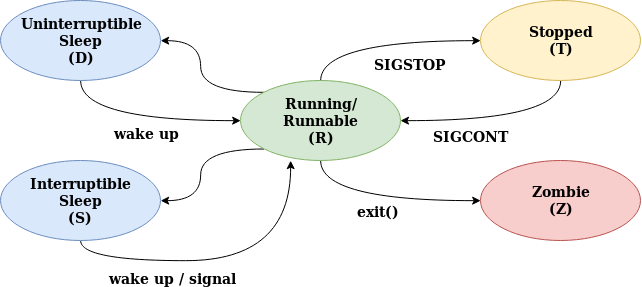 Uninterruptible
Sleep
(D)
Stopped
(T)
SIGSTOP
Running/
Runnable
(R)
wake up
SIGCONT
Interruptible
Sleep
(S)
Zombie
(Z)
exit()
wake up / signal